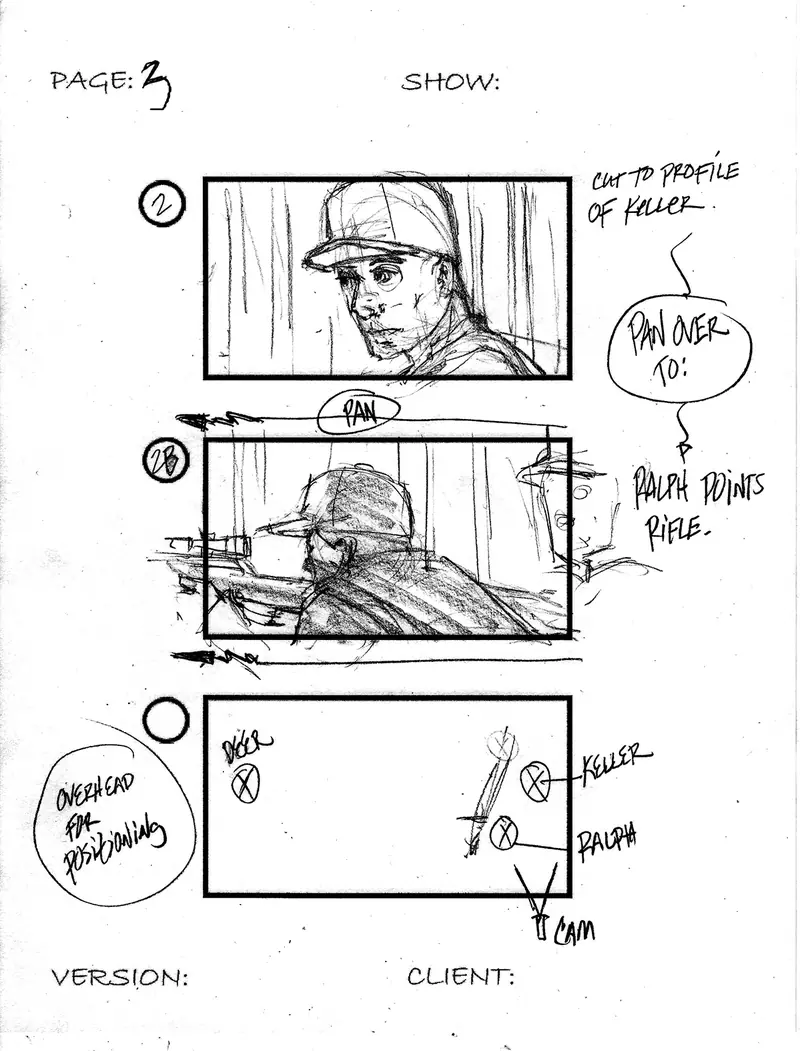 PAGE: 3
SHOW:
2
CUT TO PROFILE
OF KELLER.
PAN OVER
TO:
PAN
2B
RALPH POINTS
RIFLE.
DEER
X
X
KELLER
X
RALPH
OVERHEAD
FOR
POSITIONING
CAM
VERSION:
CLIENT: